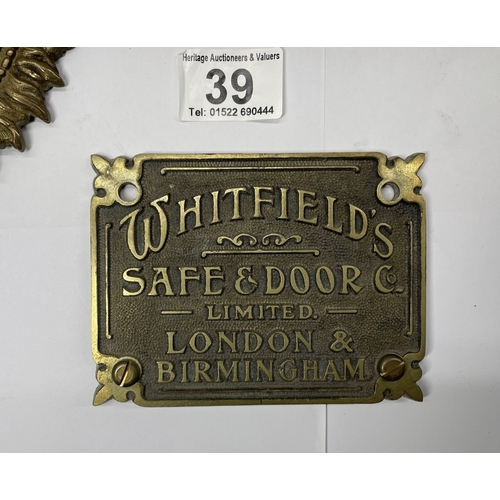 Heritage Auctioneers & Valuers
39
Tel: 01522 690444
WHITFIELD'S
SAFE & DOOR Co.
LIMITED.
LONDON &
BIRMINGHAM